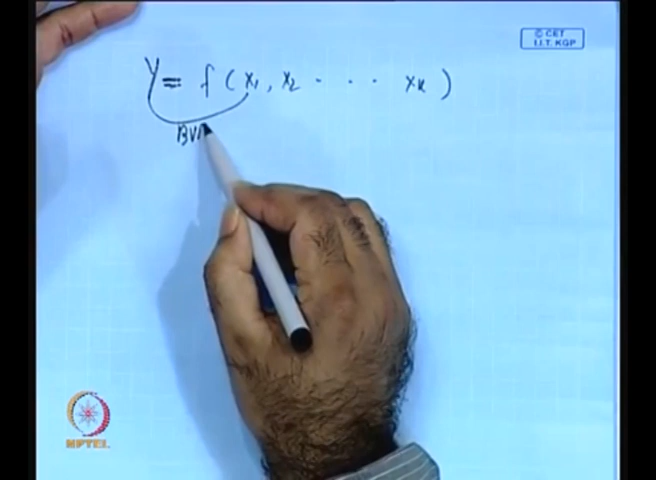 © CET
I.I.T. KGP
Y = f ( x1, x2 · · · xk )
NPTEL